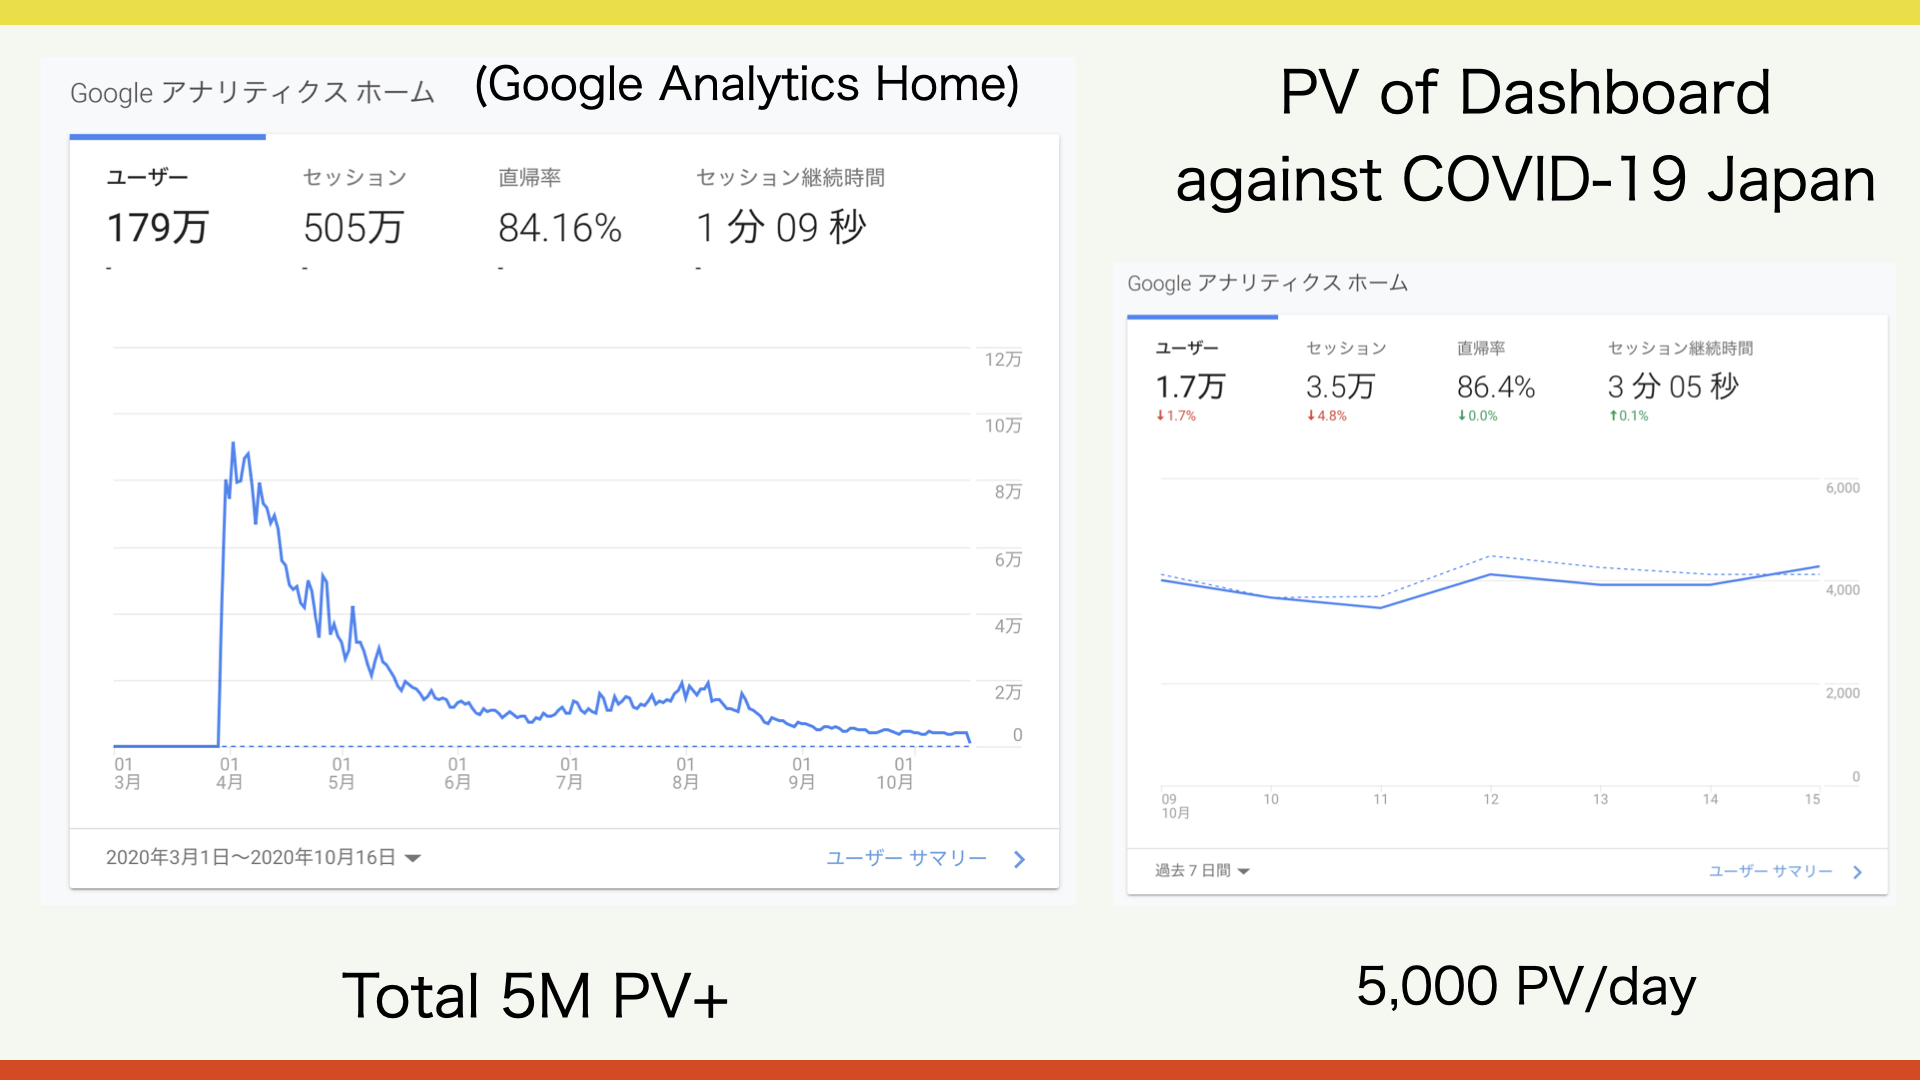 Google アナリティクス ホーム
(Google Analytics Home)
ユーザー
179万
-
セッション
505万
-
直帰率
84.16%
-
セッション継続時間
1 分 09 秒
-
12万
10万
8万
6万
4万
2万
0
01
3月
01
4月
01
5月
01
6月
01
7月
01
8月
01
9月
01
10月
2020年3月1日～2020年10月16日
ユーザー サマリー
Total 5M PV+
PV of Dashboard
against COVID-19 Japan
Google アナリティクス ホーム
ユーザー
1.7万
↓1.7%
セッション
3.5万
↓4.8%
直帰率
86.4%
↓0.0%
セッション継続時間
3 分 05 秒
↑0.1%
6,000
4,000
2,000
0
09
10月
10
11
12
13
14
15
過去 7 日間
ユーザー サマリー
5,000 PV/day